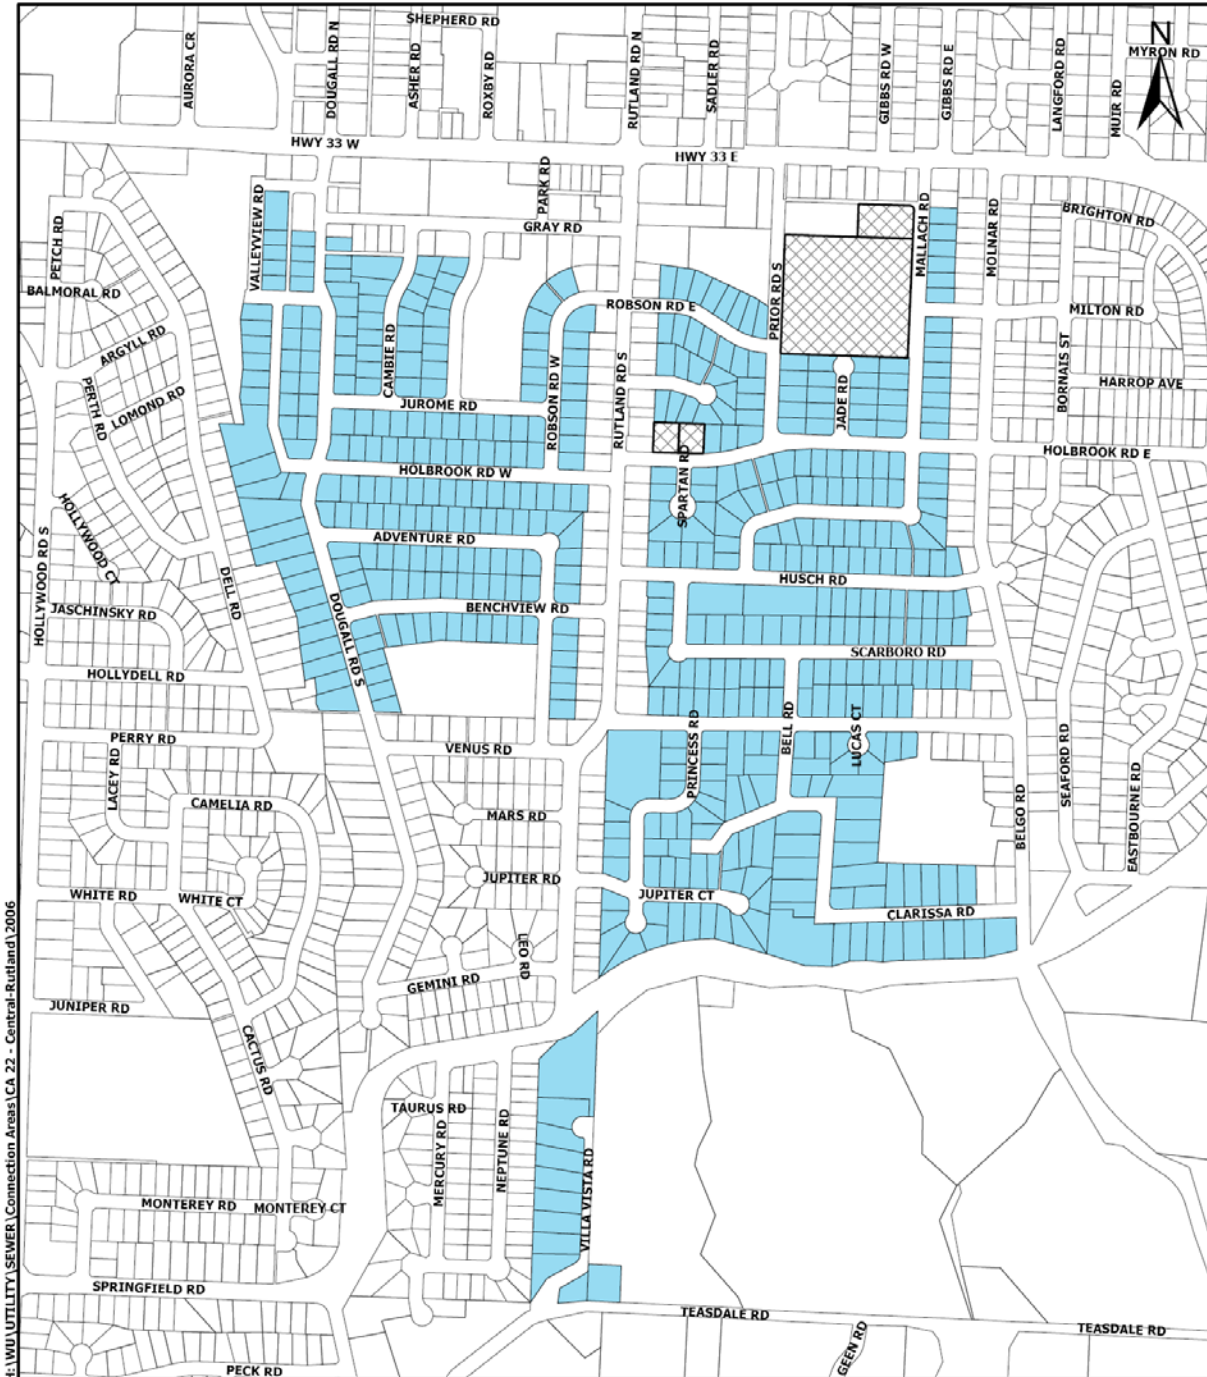 SHEPHERD RD
N
MYRON RD
AURORA CR
DOUGALL RD N
ASHER RD
ROXBY RD
RUTLAND RD N
SADLER RD
GIBBS RD W
GIBBS RD E
LANGFORD RD
MUIR RD
HWY 33 W
HWY 33 E
PARK RD
VALLEYVIEW RD
PETCH RD
GRAY RD
MALLACH RD
MOLNAR RD
BRIGHTON RD
BALMORAL RD
PRIOR RD S
ROBSON RD E
MILTON RD
ARGYLL RD
CAMBIE RD
BORNAIS ST
HARROP AVE
PERTH RD
LOMOND RD
JUROME RD
ROBSON RD W
RUTLAND RD S
JADE RD
HOLBROOK RD W
HOLBROOK RD E
SPARTAN RD
HOLLYWOOD CT
HOLLYWOOD RD S
ADVENTURE RD
DELL RD
HUSCH RD
JASCHINSKY RD
DOUGALL RD S
BENCHVIEW RD
SCARBORO RD
HOLLYDELL RD
PRINCESS RD
BELL RD
LUCAS CT
PERRY RD
VENUS RD
LACEY RD
SEAFORD RD
EASTBOURNE RD
CAMELIA RD
MARS RD
BELGO RD
JUPITER RD
WHITE RD
WHITE CT
JUPITER CT
CLARISSA RD
LEO RD
GEMINI RD
JUNIPER RD
CACTUS RD
TAURUS RD
MERCURY RD
NEPTUNE RD
VILLA VISTA RD
MONTEREY RD
MONTEREY CT
SPRINGFIELD RD
TEASDALE RD
TEASDALE RD
GEEN RD
PECK RD
H:\WU\UTILITY\SEWER\Connection Areas\CA 22 - Central-Rutland\2006